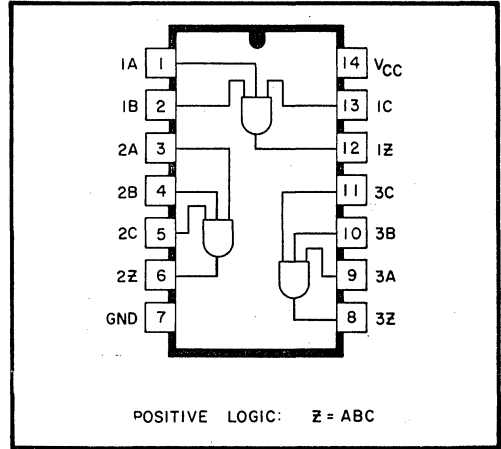 1A 1 14 VCC
1B 2 13 1C
2A 3 12 1Z
2B 4 11 3C
2C 5 10 3B
2Z 6 9 3A
GND 7 8 3Z
POSITIVE LOGIC: Z = ABC